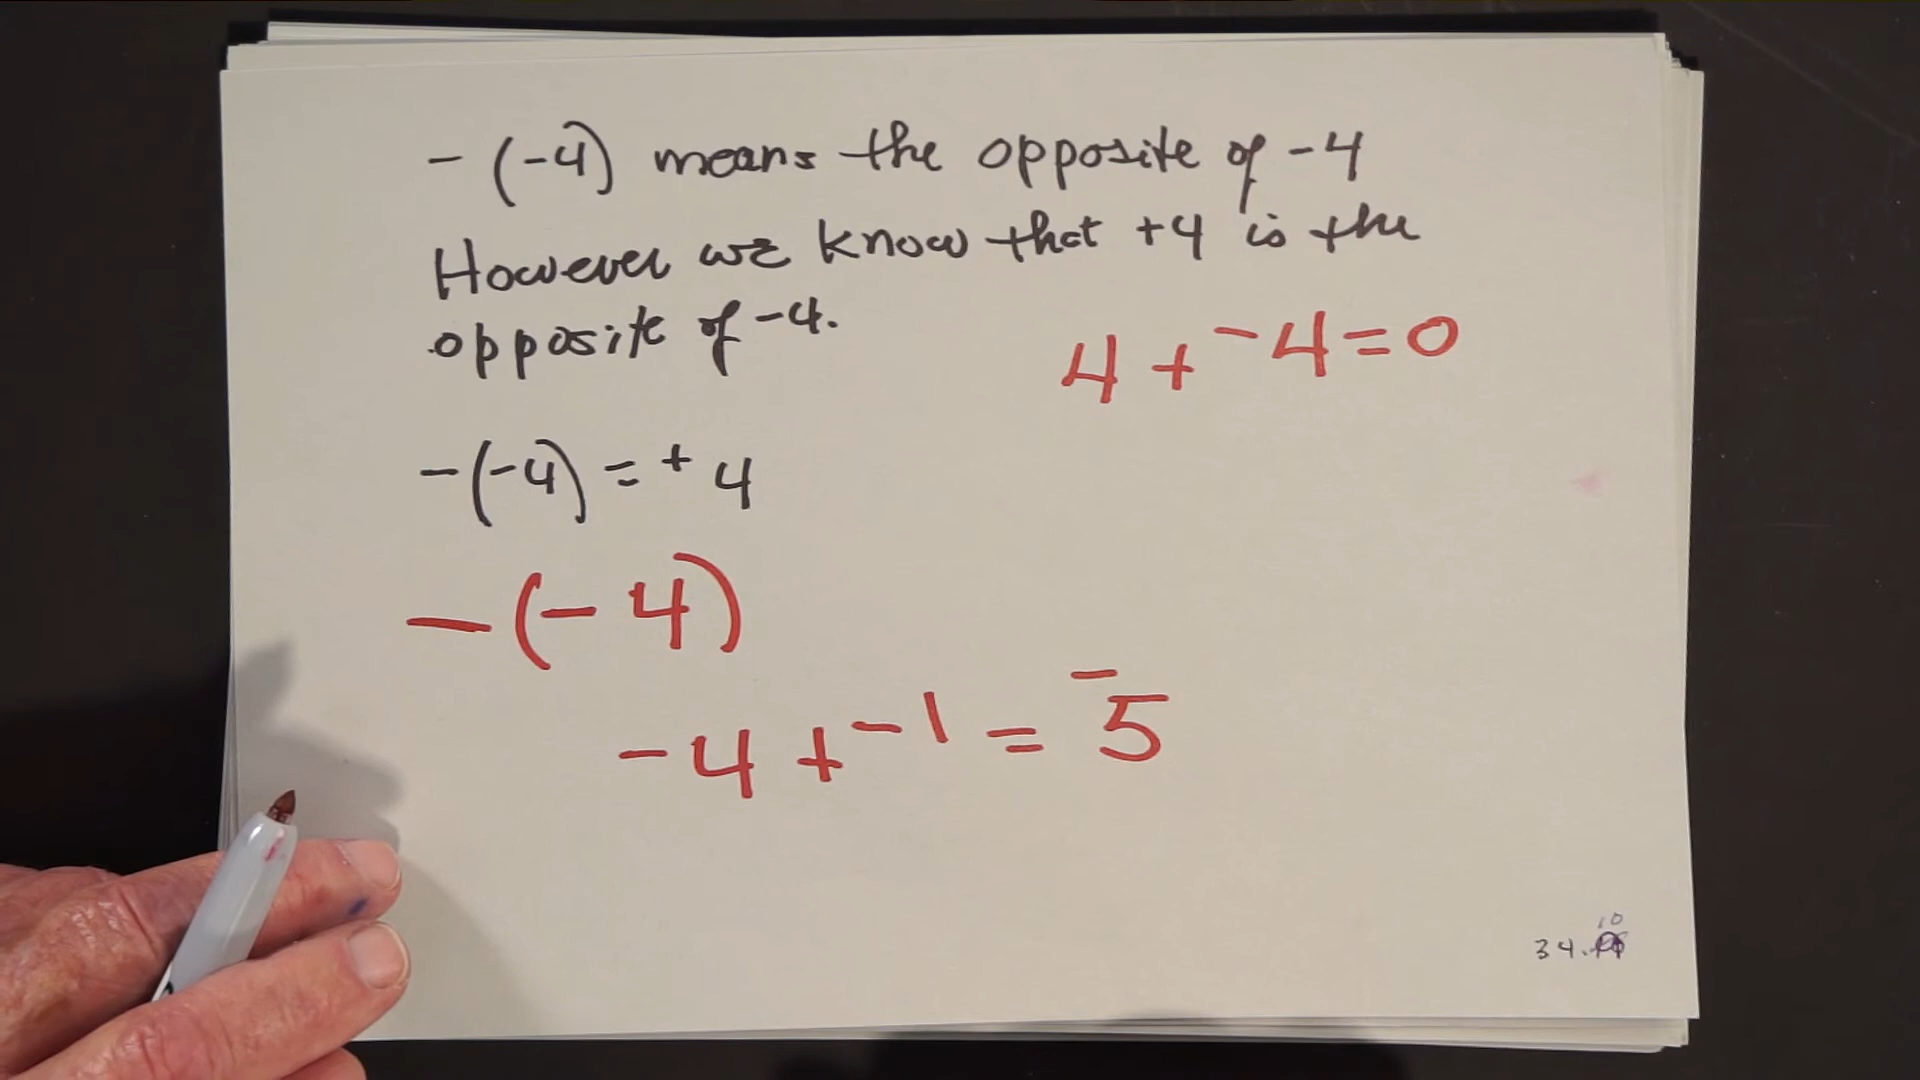 - (-4) means the opposite of -4
However we know that +4 is the
opposite of -4.
4 + -4 = 0
-(-4) = + 4
- (- 4)
- 4 + - 1 = - 5
10
34.